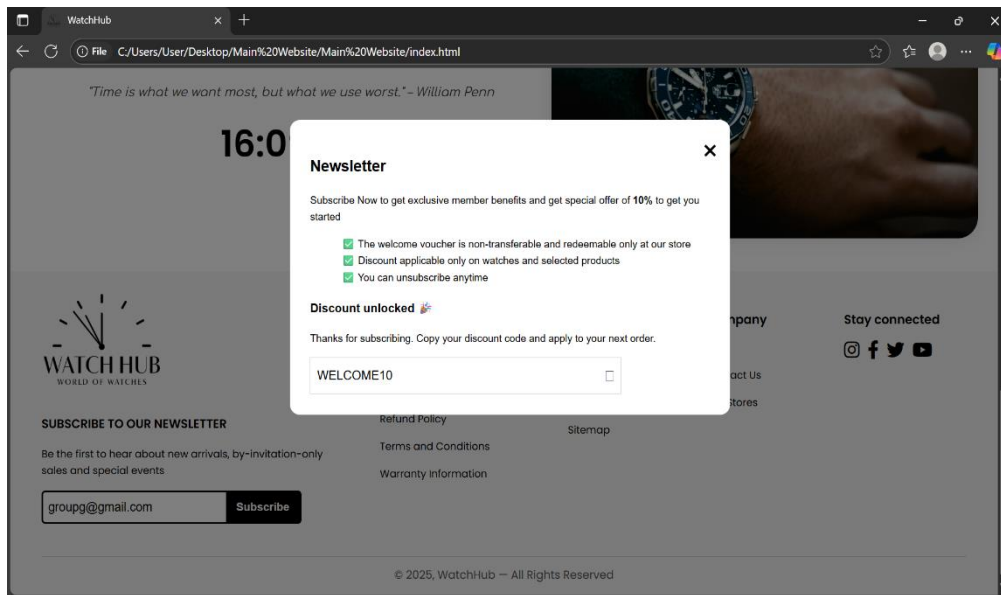 WatchHub
File C:/Users/User/Desktop/Main%20Website/Main%20Website/index.html
"Time is what we want most, but what we use worst." – William Penn
16:0
Newsletter
Subscribe Now to get exclusive member benefits and get special offer of 10% to get you
started
The welcome voucher is non-transferable and redeemable only at our store
Discount applicable only on watches and selected products
You can unsubscribe anytime
Discount unlocked 🎉
Thanks for subscribing. Copy your discount code and apply to your next order.
WELCOME10
WATCH HUB
WORLD OF WATCHES
SUBSCRIBE TO OUR NEWSLETTER
Be the first to hear about new arrivals, by-invitation-only
sales and special events
groupg@gmail.com Subscribe
Refund Policy
Terms and Conditions
Warranty Information
Sitemap
Stay connected
© 2025, WatchHub — All Rights Reserved